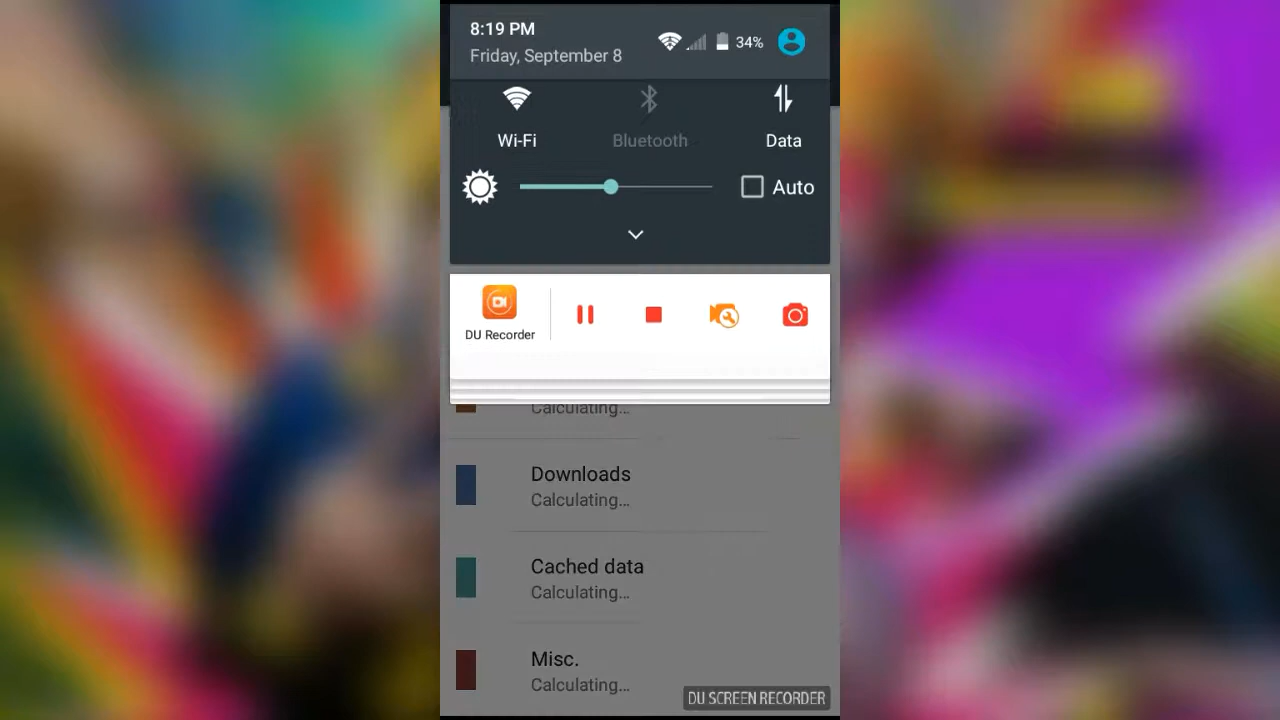 8:19 PM
34%
Friday, September 8
Wi-Fi
Bluetooth
Data
Auto
DU Recorder
Calculating...
Downloads
Calculating...
Cached data
Calculating...
Misc.
Calculating...
DU SCREEN RECORDER